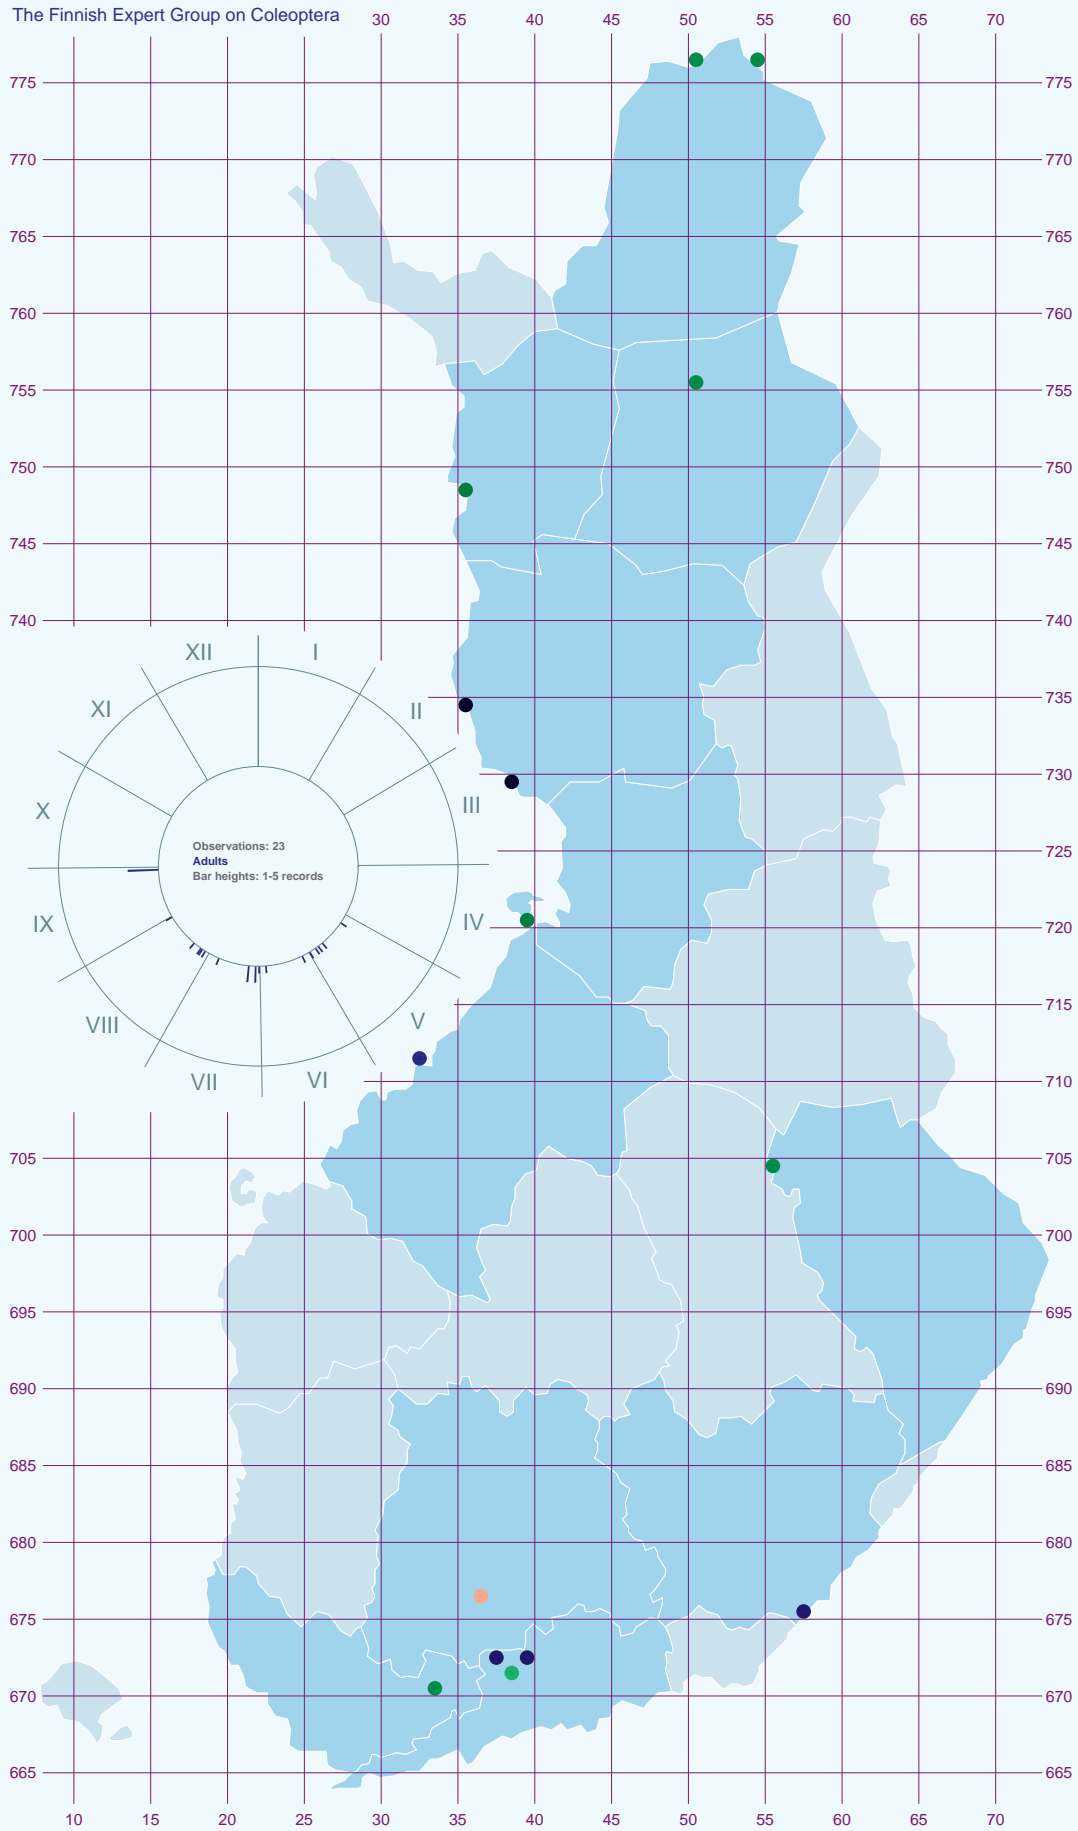 The Finnish Expert Group on Coleoptera
30 35 40 45 50 55 60 65 70
775 775
770 770
765 765
760 760
755 755
750 750
745 745
740 740
XII I
735
XI II
730
X III
Observations: 23
Adults
Bar heights: 1-5 records
725
IX IV
720
715
VIII V
VII VI
710
705 705
700 700
695 695
690 690
685 685
680 680
675 675
670 670
665 665
10 15 20 25 30 35 40 45 50 55 60 65 70